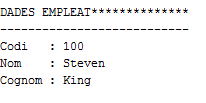 DADES EMPLEAT**************
---------------------------
Codi   : 100
Nom    : Steven
Cognom : King